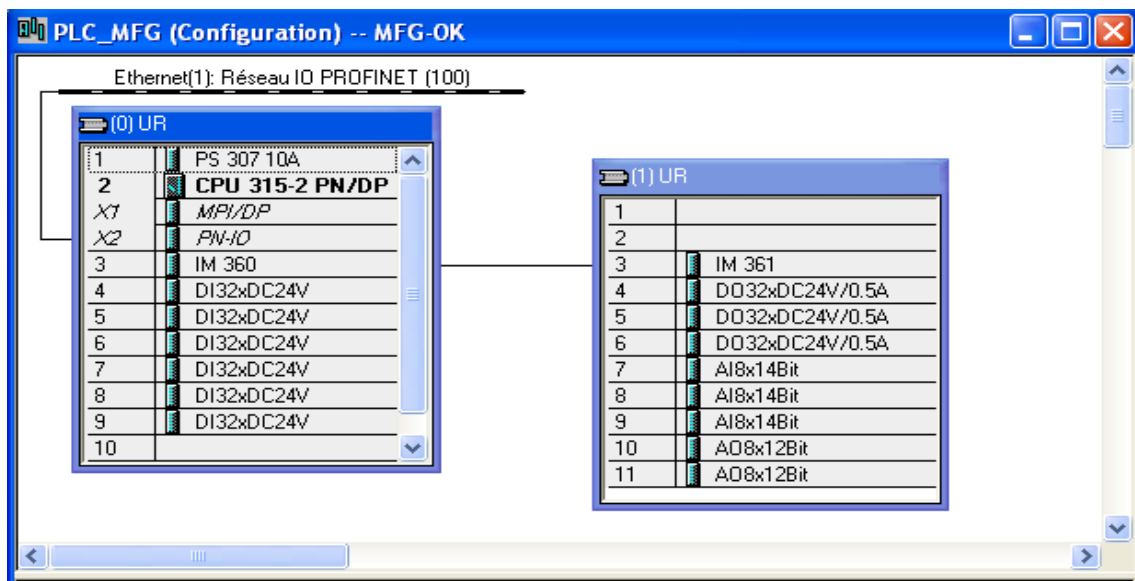 PLC_MFG (Configuration) -- MFG-OK
Ethernet(1): Réseau IO PROFINET (100)
(0) UR
1 PS 307 10A
2 CPU 315-2 PN/DP
X1 MPI/DP
X2 PN-IO
3 IM 360
4 DI32xDC24V
5 DI32xDC24V
6 DI32xDC24V
7 DI32xDC24V
8 DI32xDC24V
9 DI32xDC24V
10
(1) UR
1
2
3 IM 361
4 DO32xDC24V/0.5A
5 DO32xDC24V/0.5A
6 DO32xDC24V/0.5A
7 AI8x14Bit
8 AI8x14Bit
9 AI8x14Bit
10 AO8x12Bit
11 AO8x12Bit